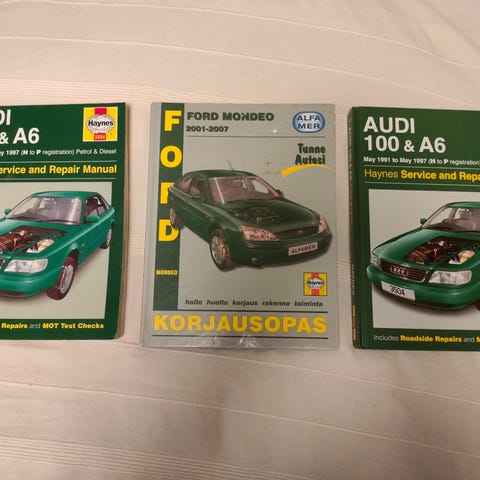 DI
& A6
May 1997 (H to P registration) Petrol & Diesel
Service and Repair Manual
Haynes
3504
Repairs and MOT Test Checks
FORD
MONDEO
FORD MONDEO
2001-2007
ALFA
MER
Tunne
Autosi
ALFAMER
hoito huolto korjaus rakenne toiminta
KORJAUSOPAS
AUDI
100 & A6
May 1991 to May 1997 (H to P registration)
Haynes Service and Repa
3504
Includes Roadside Repairs and M